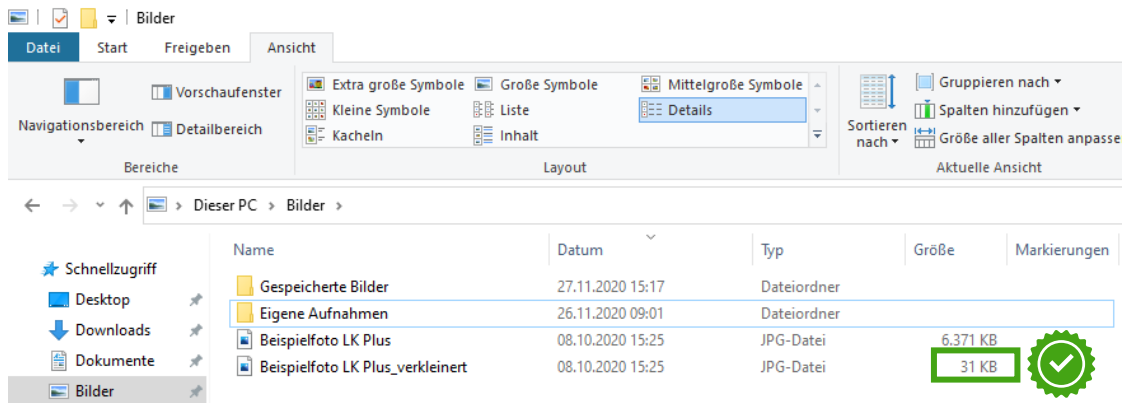 Bilder
Datei Start Freigeben Ansicht
Navigationsbereich Vorschaufenster Detailbereich
Extra große Symbole Große Symbole Mittelgroße Symbole
Kleine Symbole Liste Details
Kacheln Inhalt
Sortieren nach
Gruppieren nach
Spalten hinzufügen
Größe aller Spalten anpasse
Bereiche Layout Aktuelle Ansicht
Dieser PC > Bilder >
Name Datum Typ Größe Markierungen
Schnellzugriff
Desktop
Downloads
Dokumente
Bilder
Gespeicherte Bilder 27.11.2020 15:17 Dateiordner
Eigene Aufnahmen 26.11.2020 09:01 Dateiordner
Beispielfoto LK Plus 08.10.2020 15:25 JPG-Datei 6.371 KB
Beispielfoto LK Plus_verkleinert 08.10.2020 15:25 JPG-Datei 31 KB